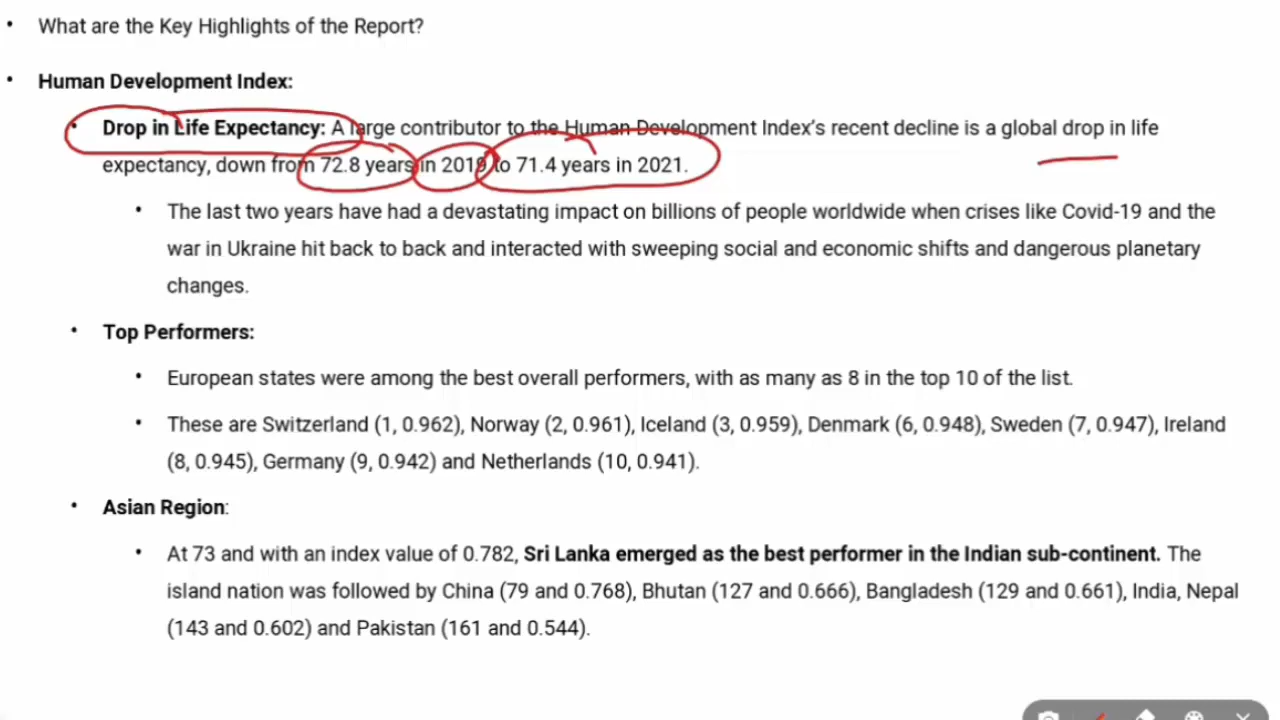 • What are the Key Highlights of the Report?
• Human Development Index:
• Drop in Life Expectancy: A large contributor to the Human Development Index's recent decline is a global drop in life
expectancy, down from 72.8 years in 2019 to 71.4 years in 2021.
• The last two years have had a devastating impact on billions of people worldwide when crises like Covid-19 and the
war in Ukraine hit back to back and interacted with sweeping social and economic shifts and dangerous planetary
changes.
• Top Performers:
• European states were among the best overall performers, with as many as 8 in the top 10 of the list.
• These are Switzerland (1, 0.962), Norway (2, 0.961), Iceland (3, 0.959), Denmark (6, 0.948), Sweden (7, 0.947), Ireland
(8, 0.945), Germany (9, 0.942) and Netherlands (10, 0.941).
• Asian Region:
• At 73 and with an index value of 0.782, Sri Lanka emerged as the best performer in the Indian sub-continent. The
island nation was followed by China (79 and 0.768), Bhutan (127 and 0.666), Bangladesh (129 and 0.661), India, Nepal
(143 and 0.602) and Pakistan (161 and 0.544).